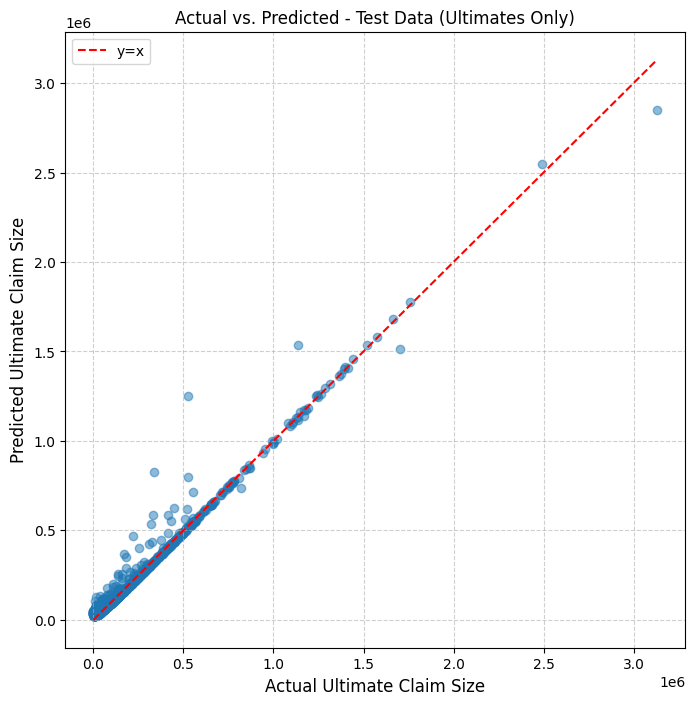 Actual vs. Predicted - Test Data (Ultimates Only)
1e6
y=x
3.0
2.5
2.0
1.5
1.0
0.5
0.0
Predicted Ultimate Claim Size
0.0 0.5 1.0 1.5 2.0 2.5 3.0
Actual Ultimate Claim Size
1e6